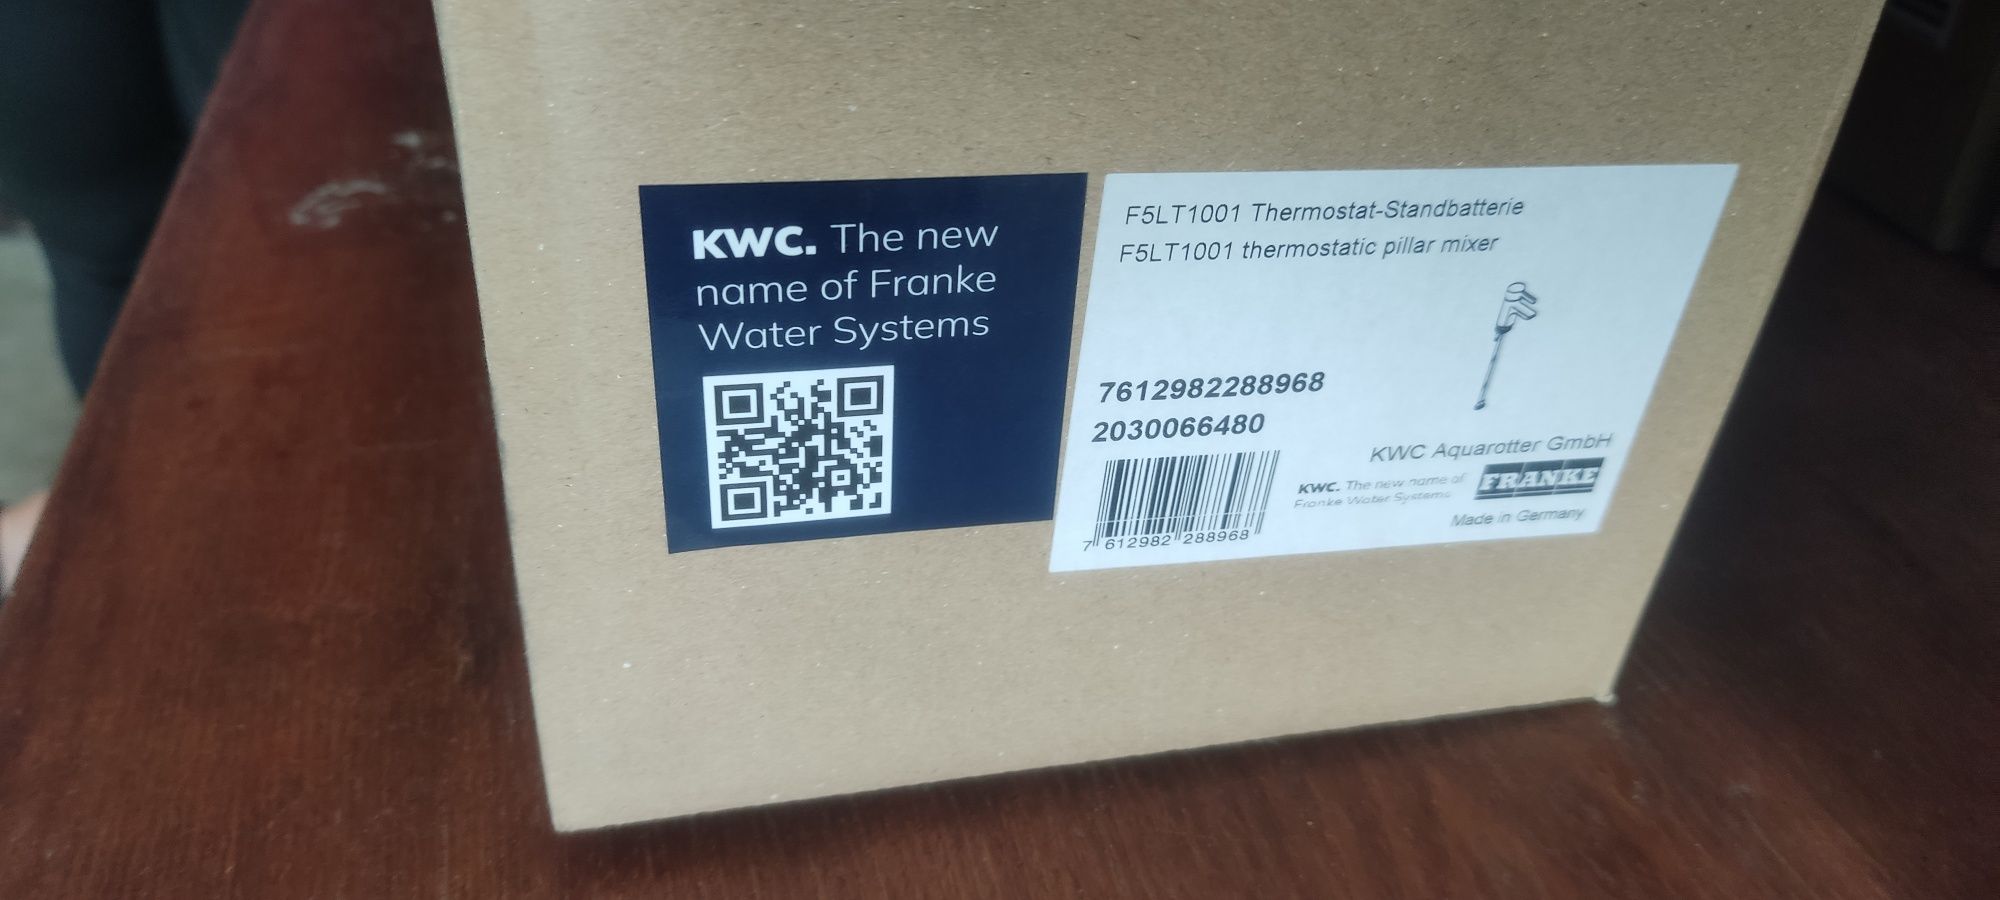 KWC. The new
name of Franke
Water Systems
F5LT1001 Thermostat-Standbatterie
F5LT1001 thermostatic pillar mixer
7612982288968
2030066480
KWC Aquarotter GmbH
KWC. The new name of
Franke Water Systems
FRANKE
Made in Germany
7 612982 288968